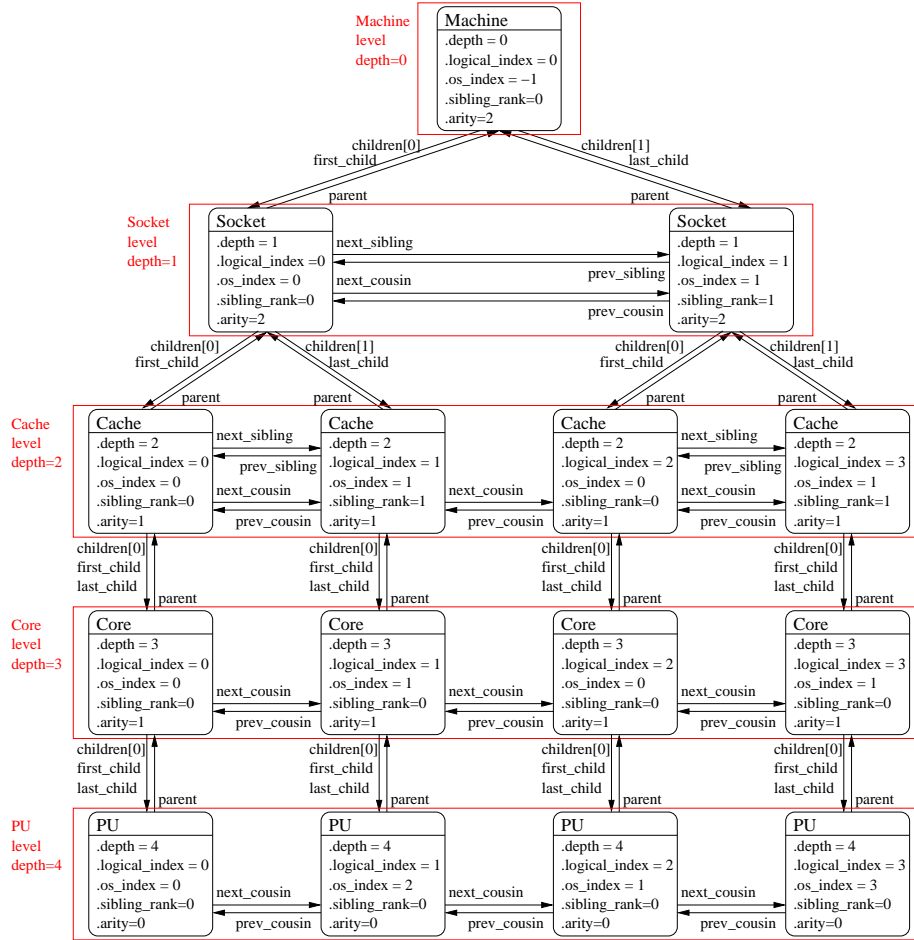 Machine
level
depth=0
Machine
.depth = 0
.logical_index = 0
.os_index = −1
.sibling_rank=0
.arity=2
children[0]
first_child
children[1]
last_child
parent
parent
Socket
level
depth=1
Socket
.depth = 1
.logical_index =0
.os_index = 0
.sibling_rank=0
.arity=2
next_sibling
prev_sibling
next_cousin
prev_cousin
Socket
.depth = 1
.logical_index = 1
.os_index = 1
.sibling_rank=1
.arity=2
children[0]
first_child
children[1]
last_child
parent
parent
children[0]
first_child
children[1]
last_child
parent
parent
Cache
level
depth=2
Cache
.depth = 2
.logical_index = 0
.os_index = 0
.sibling_rank=0
.arity=1
next_sibling
prev_sibling
next_cousin
prev_cousin
Cache
.depth = 2
.logical_index = 1
.os_index = 1
.sibling_rank=1
.arity=1
next_cousin
prev_cousin
Cache
.depth = 2
.logical_index = 2
.os_index = 0
.sibling_rank=0
.arity=1
next_sibling
prev_sibling
next_cousin
prev_cousin
Cache
.depth = 2
.logical_index = 3
.os_index = 1
.sibling_rank=1
.arity=1
children[0]
first_child
last_child
parent
children[0]
first_child
last_child
parent
children[0]
first_child
last_child
parent
children[0]
first_child
last_child
parent
Core
level
depth=3
Core
.depth = 3
.logical_index = 0
.os_index = 0
.sibling_rank=0
.arity=1
next_cousin
prev_cousin
Core
.depth = 3
.logical_index = 1
.os_index = 1
.sibling_rank=0
.arity=1
next_cousin
prev_cousin
Core
.depth = 3
.logical_index = 2
.os_index = 0
.sibling_rank=0
.arity=1
next_cousin
prev_cousin
Core
.depth = 3
.logical_index = 3
.os_index = 1
.sibling_rank=0
.arity=1
children[0]
first_child
last_child
parent
children[0]
first_child
last_child
parent
children[0]
first_child
last_child
parent
children[0]
first_child
last_child
parent
PU
level
depth=4
PU
.depth = 4
.logical_index = 0
.os_index = 0
.sibling_rank=0
.arity=0
next_cousin
prev_cousin
PU
.depth = 4
.logical_index = 1
.os_index = 2
.sibling_rank=0
.arity=0
next_cousin
prev_cousin
PU
.depth = 4
.logical_index = 2
.os_index = 1
.sibling_rank=0
.arity=0
next_cousin
prev_cousin
PU
.depth = 4
.logical_index = 3
.os_index = 3
.sibling_rank=0
.arity=0